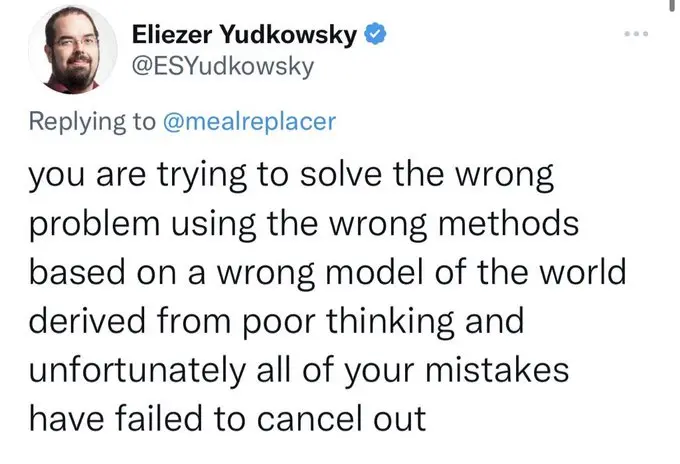 Eliezer Yudkowsky
@ESYudkowsky
Replying to @mealreplacer
you are trying to solve the wrong
problem using the wrong methods
based on a wrong model of the world
derived from poor thinking and
unfortunately all of your mistakes
have failed to cancel out